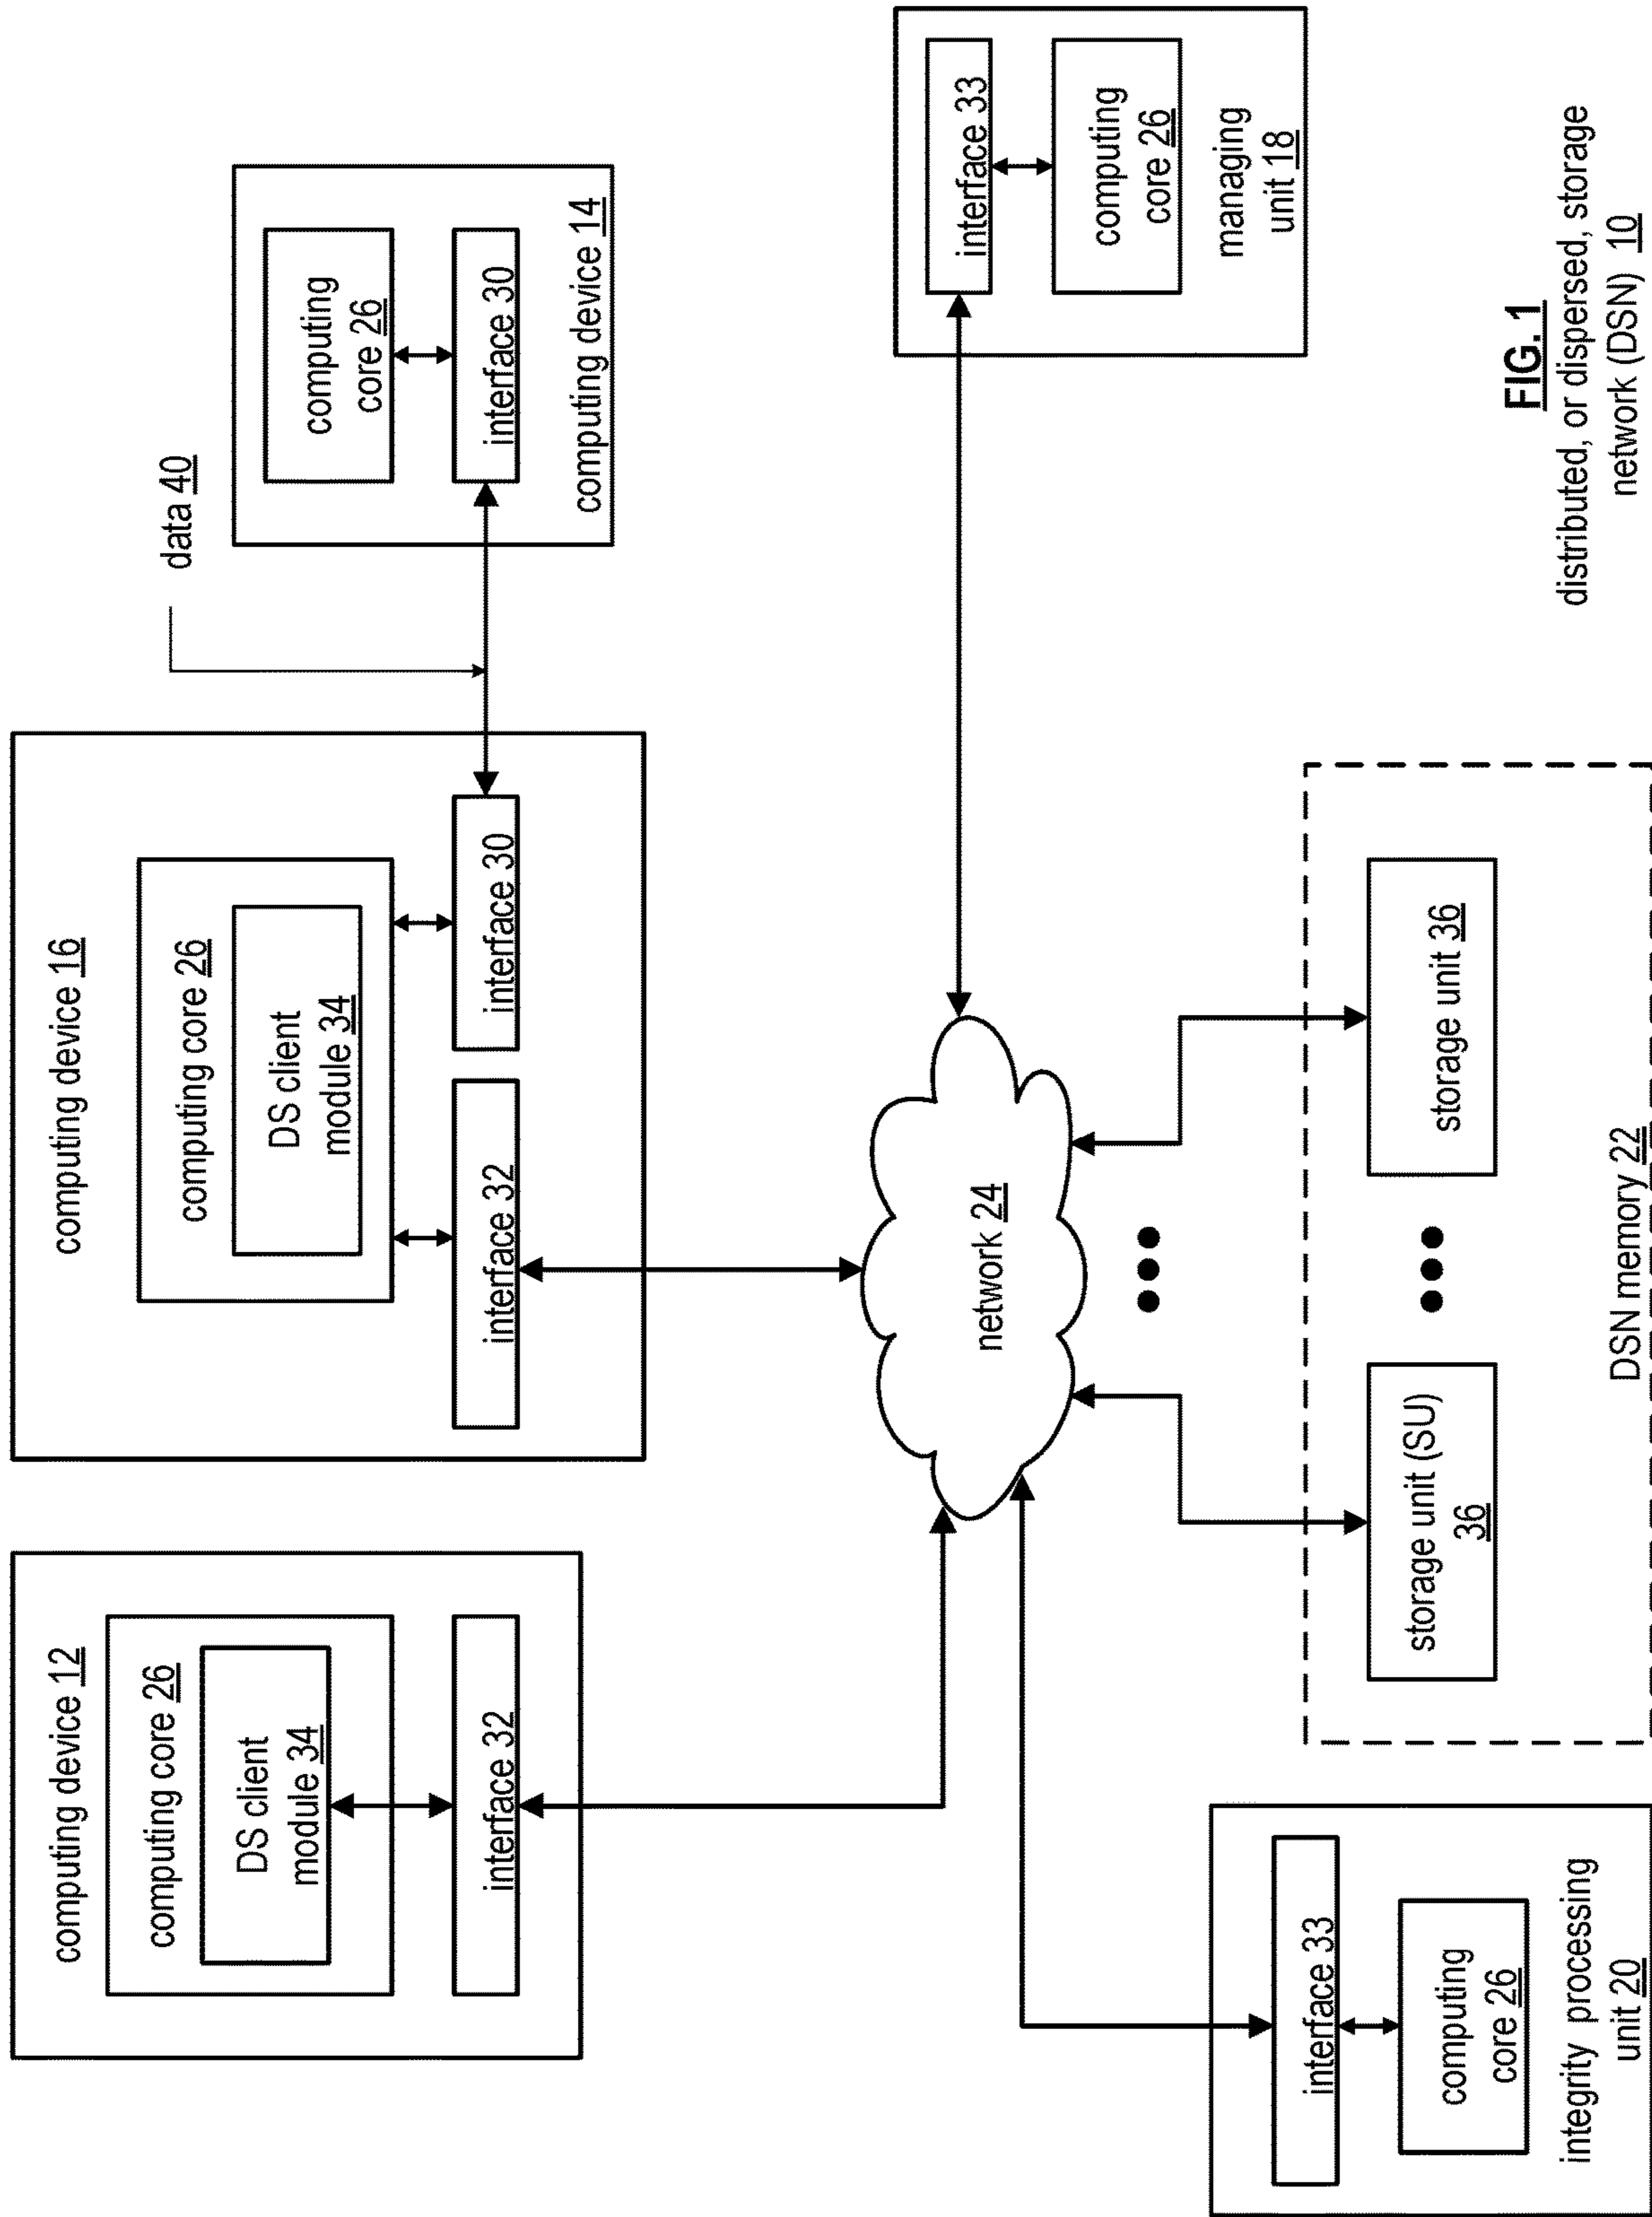 computing device 12
computing core 26
DS client
module 34
interface 32
computing device 16
computing core 26
DS client
module 34
interface 32
interface 30
data 40
computing
core 26
interface 30
computing device 14
network 24
interface 33
computing
core 26
managing
unit 18
interface 33
computing
core 26
integrity processing
unit 20
storage unit (SU)
36
storage unit 36
DSN memory 22
FIG. 1
distributed, or dispersed, storage
network (DSN) 10